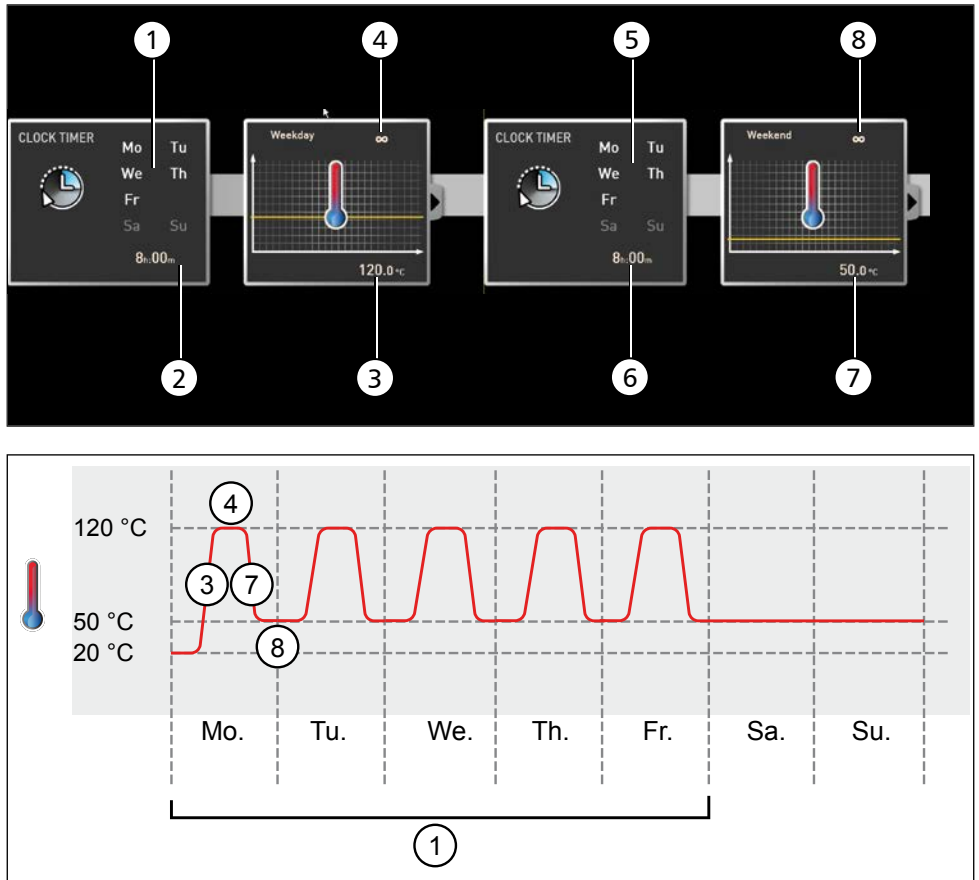 1 4 5 8
CLOCK TIMER
Mo Tu
We Th
Fr
Sa Su
8h:00m
Weekday ∞
120.0 °C
CLOCK TIMER
Mo Tu
We Th
Fr
Sa Su
8h:00m
Weekend ∞
50.0 °C
2 3 6 7
4
120 °C
3 7
50 °C
8
20 °C
Mo. Tu. We. Th. Fr. Sa. Su.
1